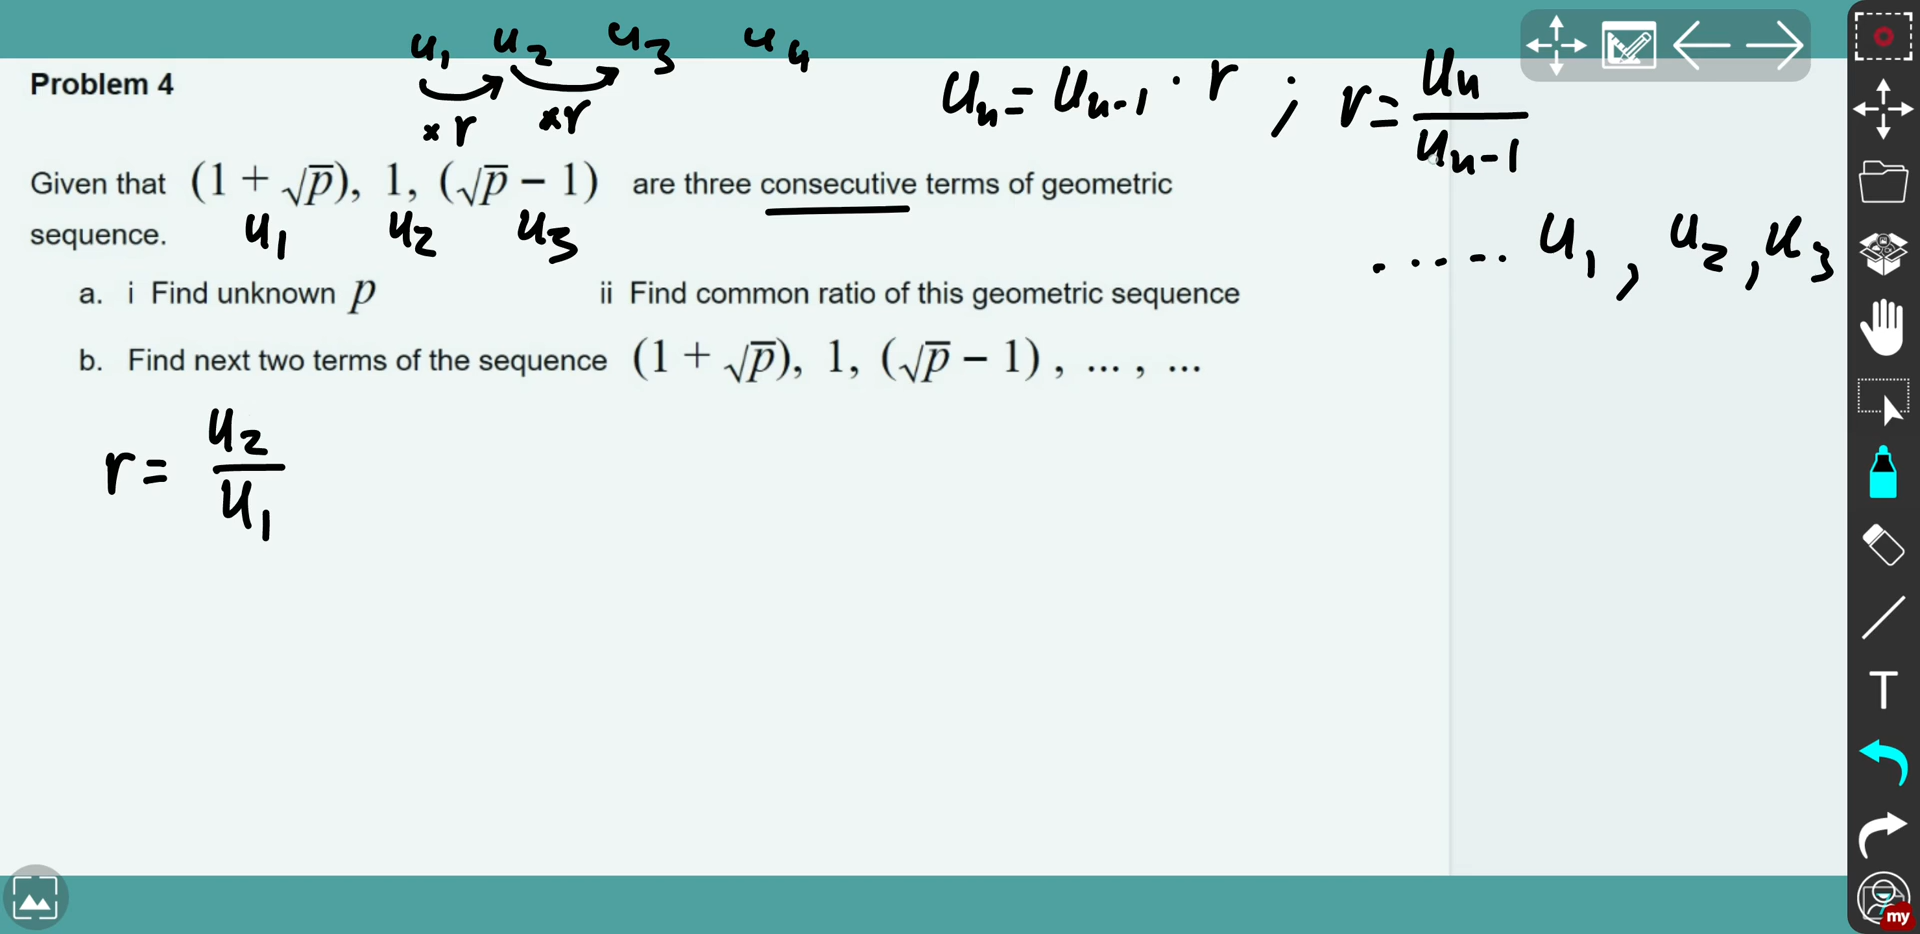 u₁ u₂ u₃ u₄
×r ×r
uₙ = uₙ₋₁ · r ; r = uₙ / uₙ₋₁
Problem 4
Given that (1 + √p), 1, (√p − 1) are three consecutive terms of geometric
sequence.
u₁ u₂ u₃
..... u₁, u₂, u₃
a. i Find unknown p ii Find common ratio of this geometric sequence
b. Find next two terms of the sequence (1 + √p), 1, (√p − 1) , ... , ...
r = u₂ / u₁
T
my